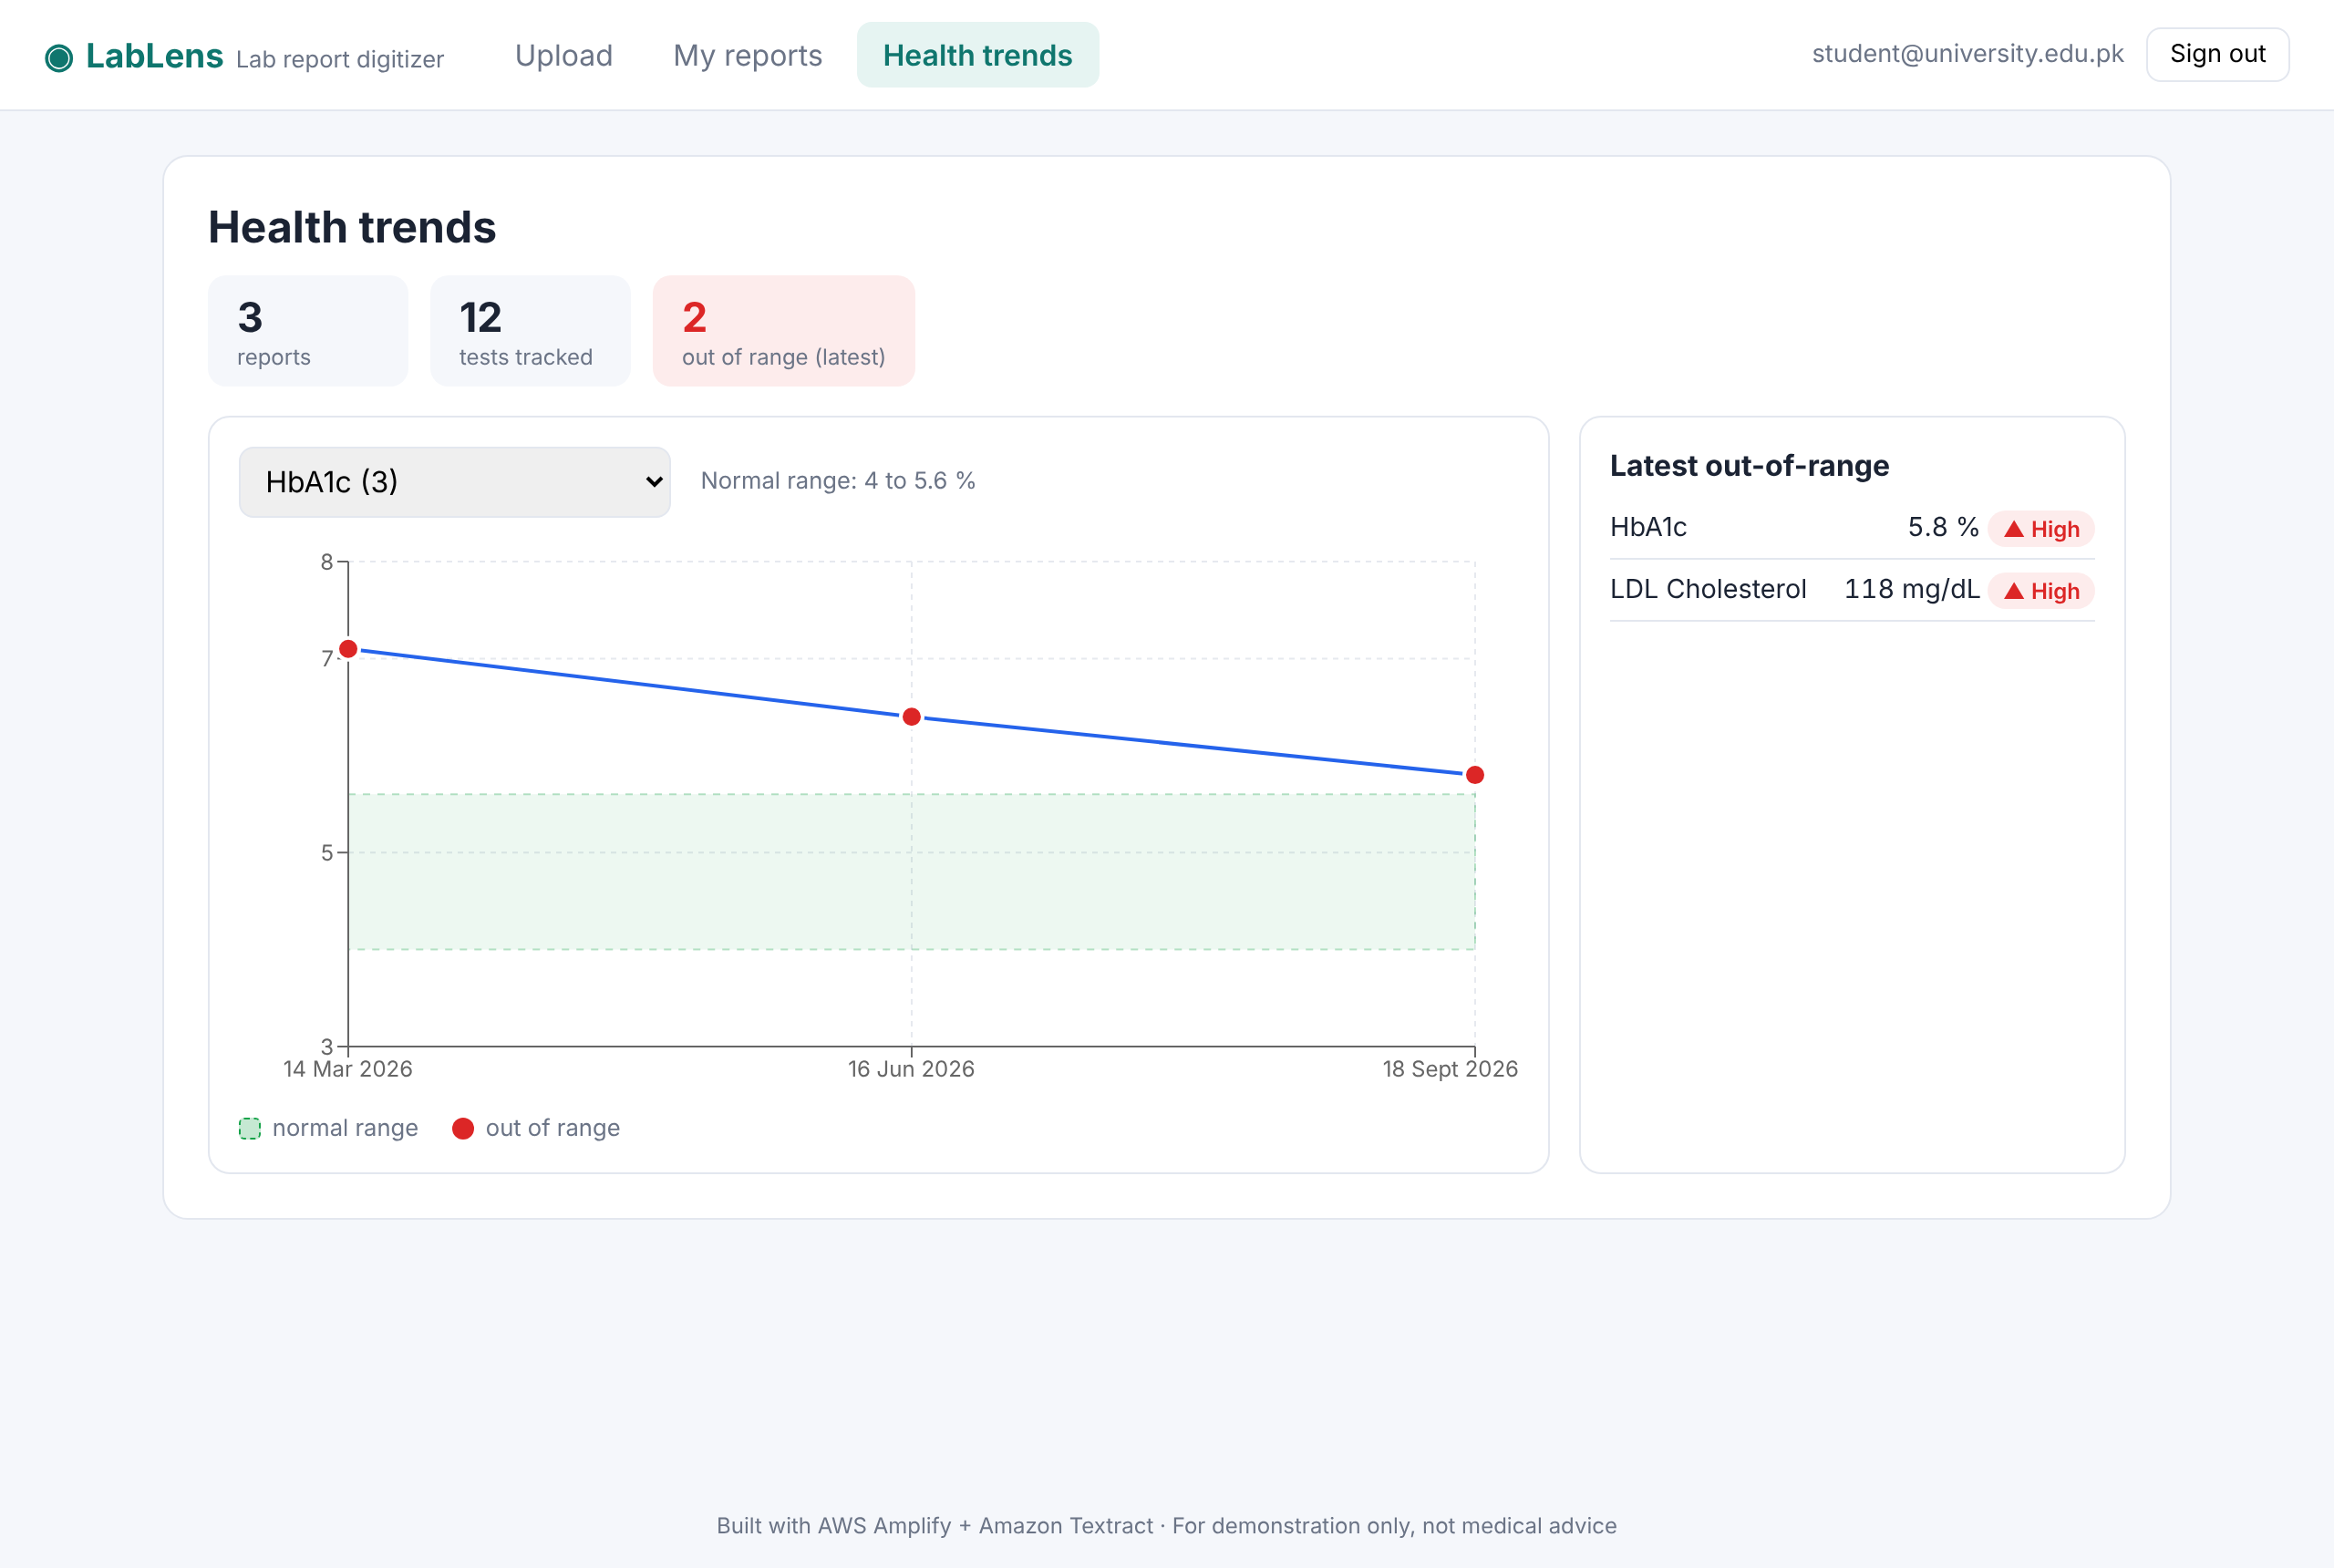 LabLens Lab report digitizer Upload My reports Health trends student@university.edu.pk Sign out
Health trends
3
reports
12
tests tracked
2
out of range (latest)
HbA1c (3) Normal range: 4 to 5.6 %
8
7
5
3
14 Mar 2026 16 Jun 2026 18 Sept 2026
normal range out of range
Latest out-of-range
HbA1c 5.8 % ▲ High
LDL Cholesterol 118 mg/dL ▲ High
Built with AWS Amplify + Amazon Textract · For demonstration only, not medical advice